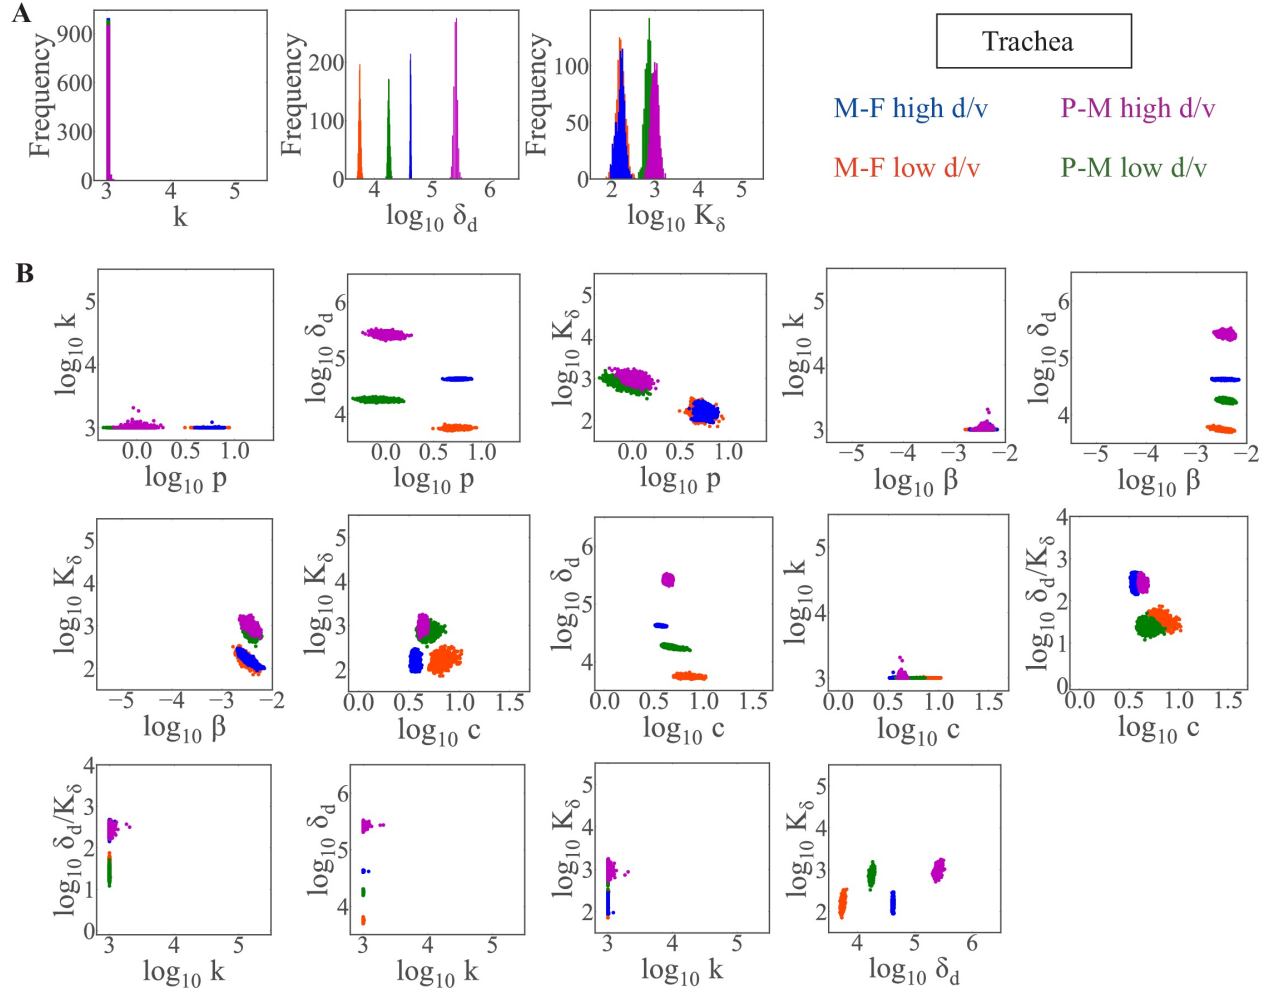 A
Frequency
900
600
300
0
3 4 5
k
Frequency
200
100
0
4 5 6
log10 δd
Frequency
100
50
0
2 3 4 5
log10 Kδ
Trachea
M-F high d/v
P-M high d/v
M-F low d/v
P-M low d/v
B
log10 k
5
4
3
0.0 0.5 1.0
log10 p
log10 δd
6
5
4
0.0 0.5 1.0
log10 p
log10 Kδ
5
4
3
2
0.0 0.5 1.0
log10 p
log10 k
5
4
3
−5 −4 −3 −2
log10 β
log10 δd
6
5
4
−5 −4 −3 −2
log10 β
log10 Kδ
5
4
3
2
−5 −4 −3 −2
log10 β
log10 Kδ
5
4
3
2
0.0 0.5 1.0 1.5
log10 c
log10 δd
6
5
4
0.0 0.5 1.0 1.5
log10 c
log10 k
5
4
3
0.0 0.5 1.0 1.5
log10 c
log10 δd/Kδ
4
3
2
1
0
0.0 0.5 1.0 1.5
log10 c
log10 δd/Kδ
4
3
2
1
0
3 4 5
log10 k
log10 δd
6
5
4
3 4 5
log10 k
log10 Kδ
5
4
3
2
3 4 5
log10 k
log10 Kδ
5
4
3
2
4 5 6
log10 δd